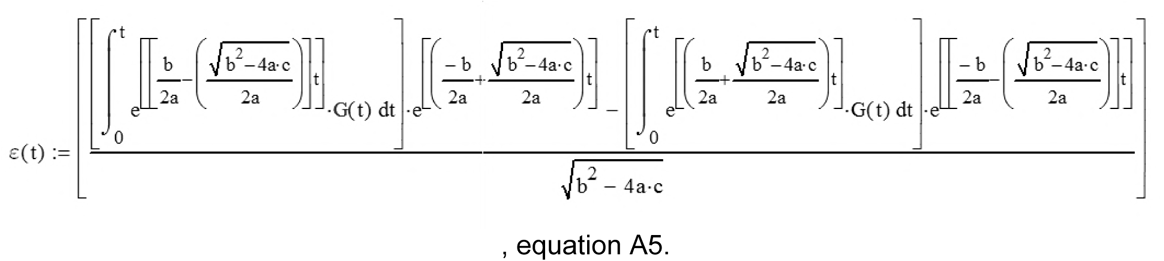 ε(t) := [[[∫₀ᵗ e^[[[b/2a−(√(b²−4a·c)/2a)]]t]·G(t) dt]·e^[(−b/2a+√(b²−4a·c)/2a)t]−[∫₀ᵗ e^[(b/2a+√(b²−4a·c)/2a)t]·G(t) dt]·e^[[[−b/2a−(√(b²−4a·c)/2a)]]t]]/√(b² − 4a·c)]
, equation A5.